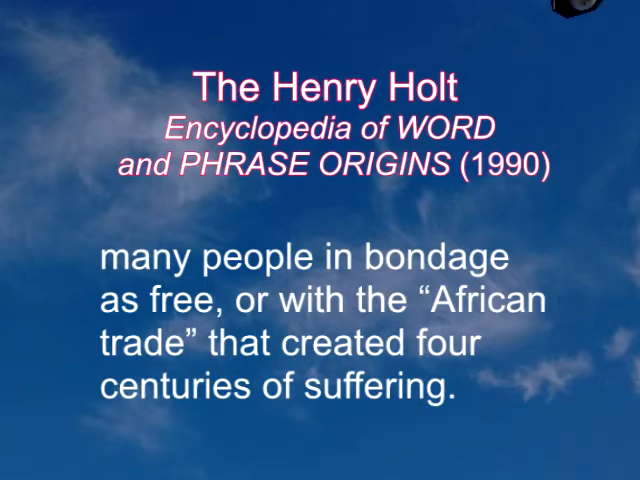 The Henry Holt
Encyclopedia of WORD
and PHRASE ORIGINS (1990)
many people in bondage
as free, or with the “African
trade” that created four
centuries of suffering.